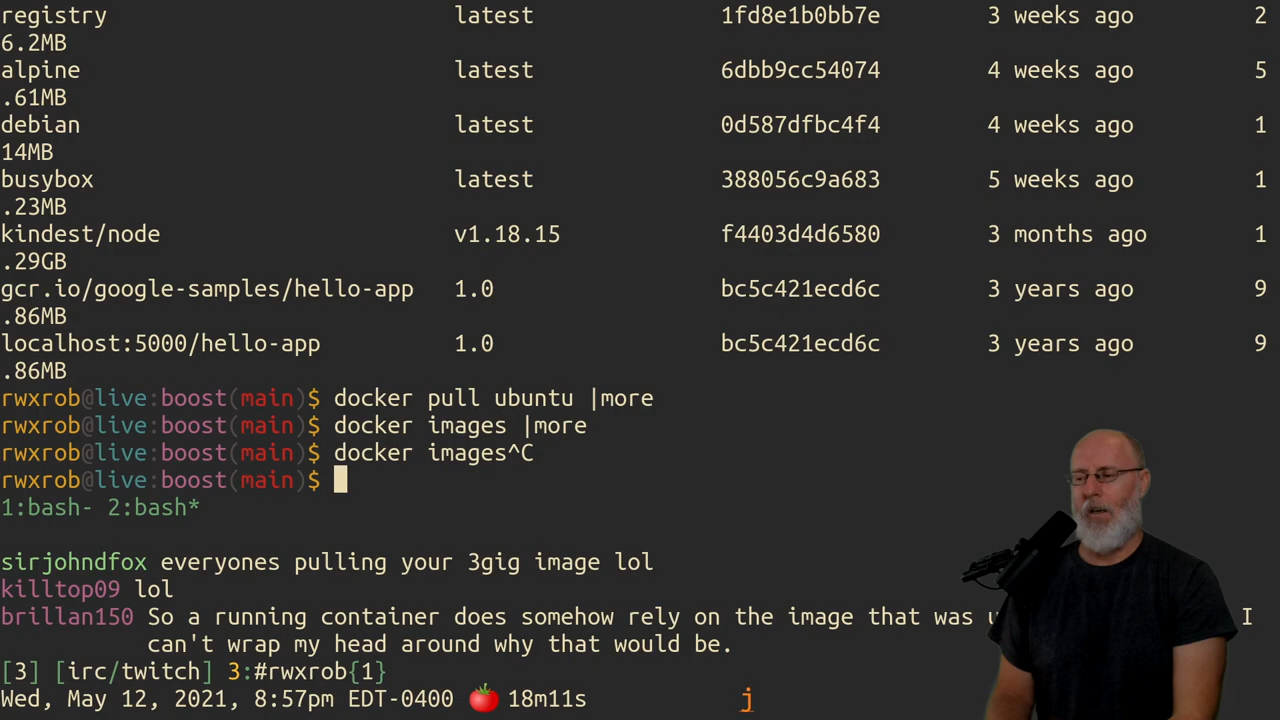 registry latest 1fd8e1b0bb7e 3 weeks ago 2
6.2MB
alpine latest 6dbb9cc54074 4 weeks ago 5
.61MB
debian latest 0d587dfbc4f4 4 weeks ago 1
14MB
busybox latest 388056c9a683 5 weeks ago 1
.23MB
kindest/node v1.18.15 f4403d4d6580 3 months ago 1
.29GB
gcr.io/google-samples/hello-app 1.0 bc5c421ecd6c 3 years ago 9
.86MB
localhost:5000/hello-app 1.0 bc5c421ecd6c 3 years ago 9
.86MB
rwxrob@live:boost(main)$ docker pull ubuntu |more
rwxrob@live:boost(main)$ docker images |more
rwxrob@live:boost(main)$ docker images^C
rwxrob@live:boost(main)$
1:bash- 2:bash*
sirjohndfox everyones pulling your 3gig image lol
killtop09 lol
brillan150 So a running container does somehow rely on the image that was I
can't wrap my head around why that would be.
[3] [irc/twitch] 3:#rwxrob{1}
Wed, May 12, 2021, 8:57pm EDT-0400 🍅 18m11s j